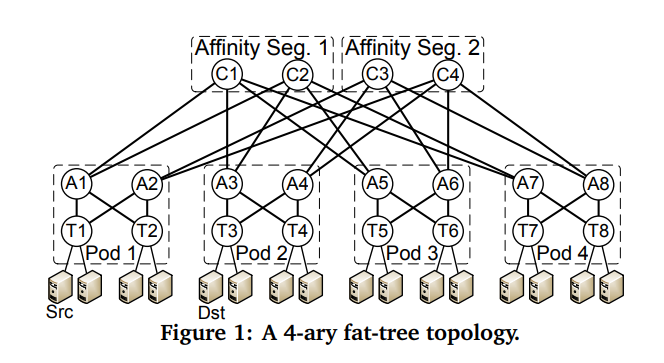 Affinity Seg. 1 Affinity Seg. 2
C1 C2 C3 C4
A1 A2 A3 A4 A5 A6 A7 A8
T1 T2 T3 T4 T5 T6 T7 T8
Pod 1 Pod 2 Pod 3 Pod 4
Src Dst
Figure 1: A 4-ary fat-tree topology.